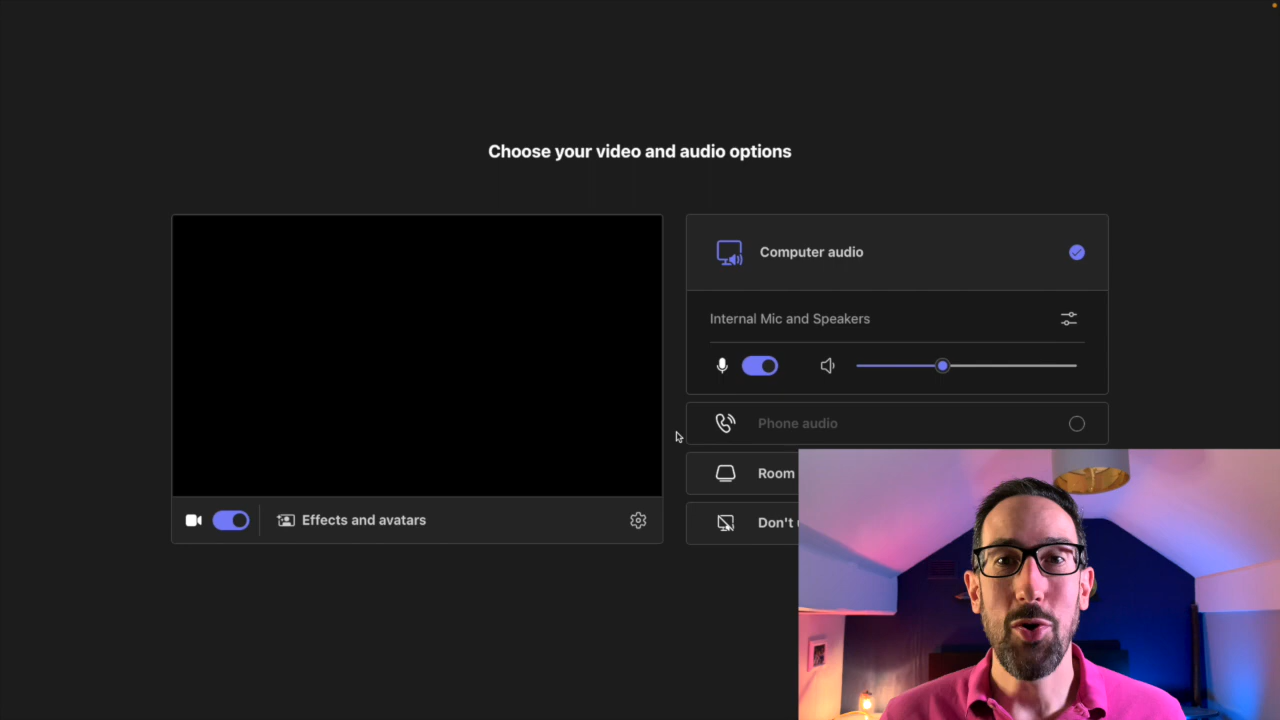 Choose your video and audio options
Computer audio
Internal Mic and Speakers
Phone audio
Room
Don't
Effects and avatars